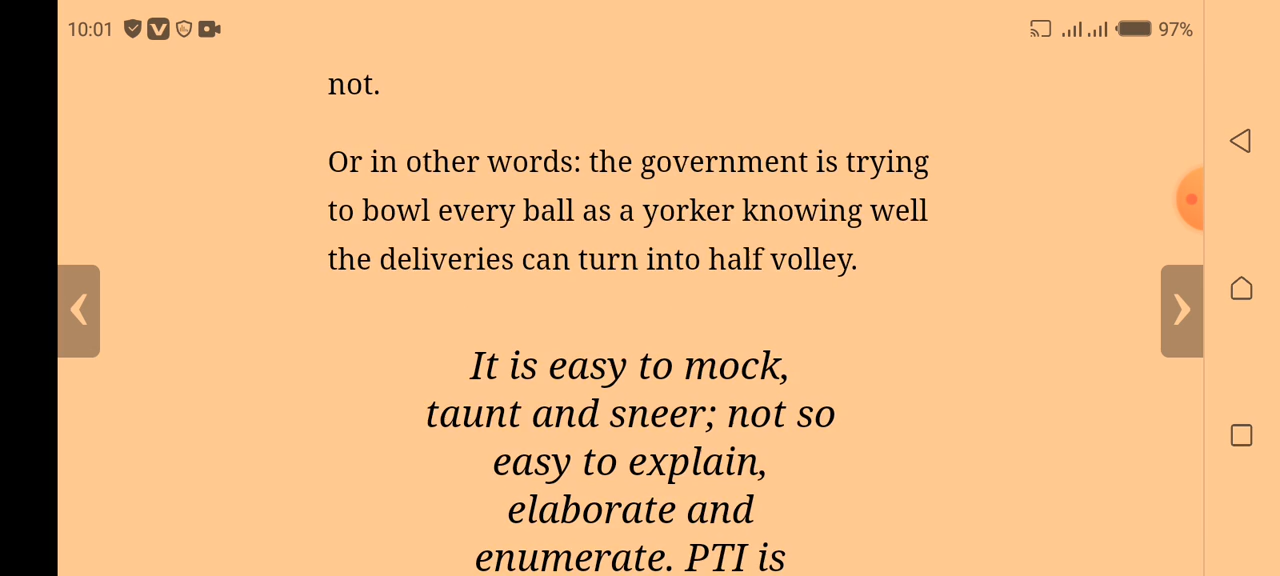 10:01
97%
not.
Or in other words: the government is trying
to bowl every ball as a yorker knowing well
the deliveries can turn into half volley.
It is easy to mock,
taunt and sneer; not so
easy to explain,
elaborate and
enumerate. PTI is